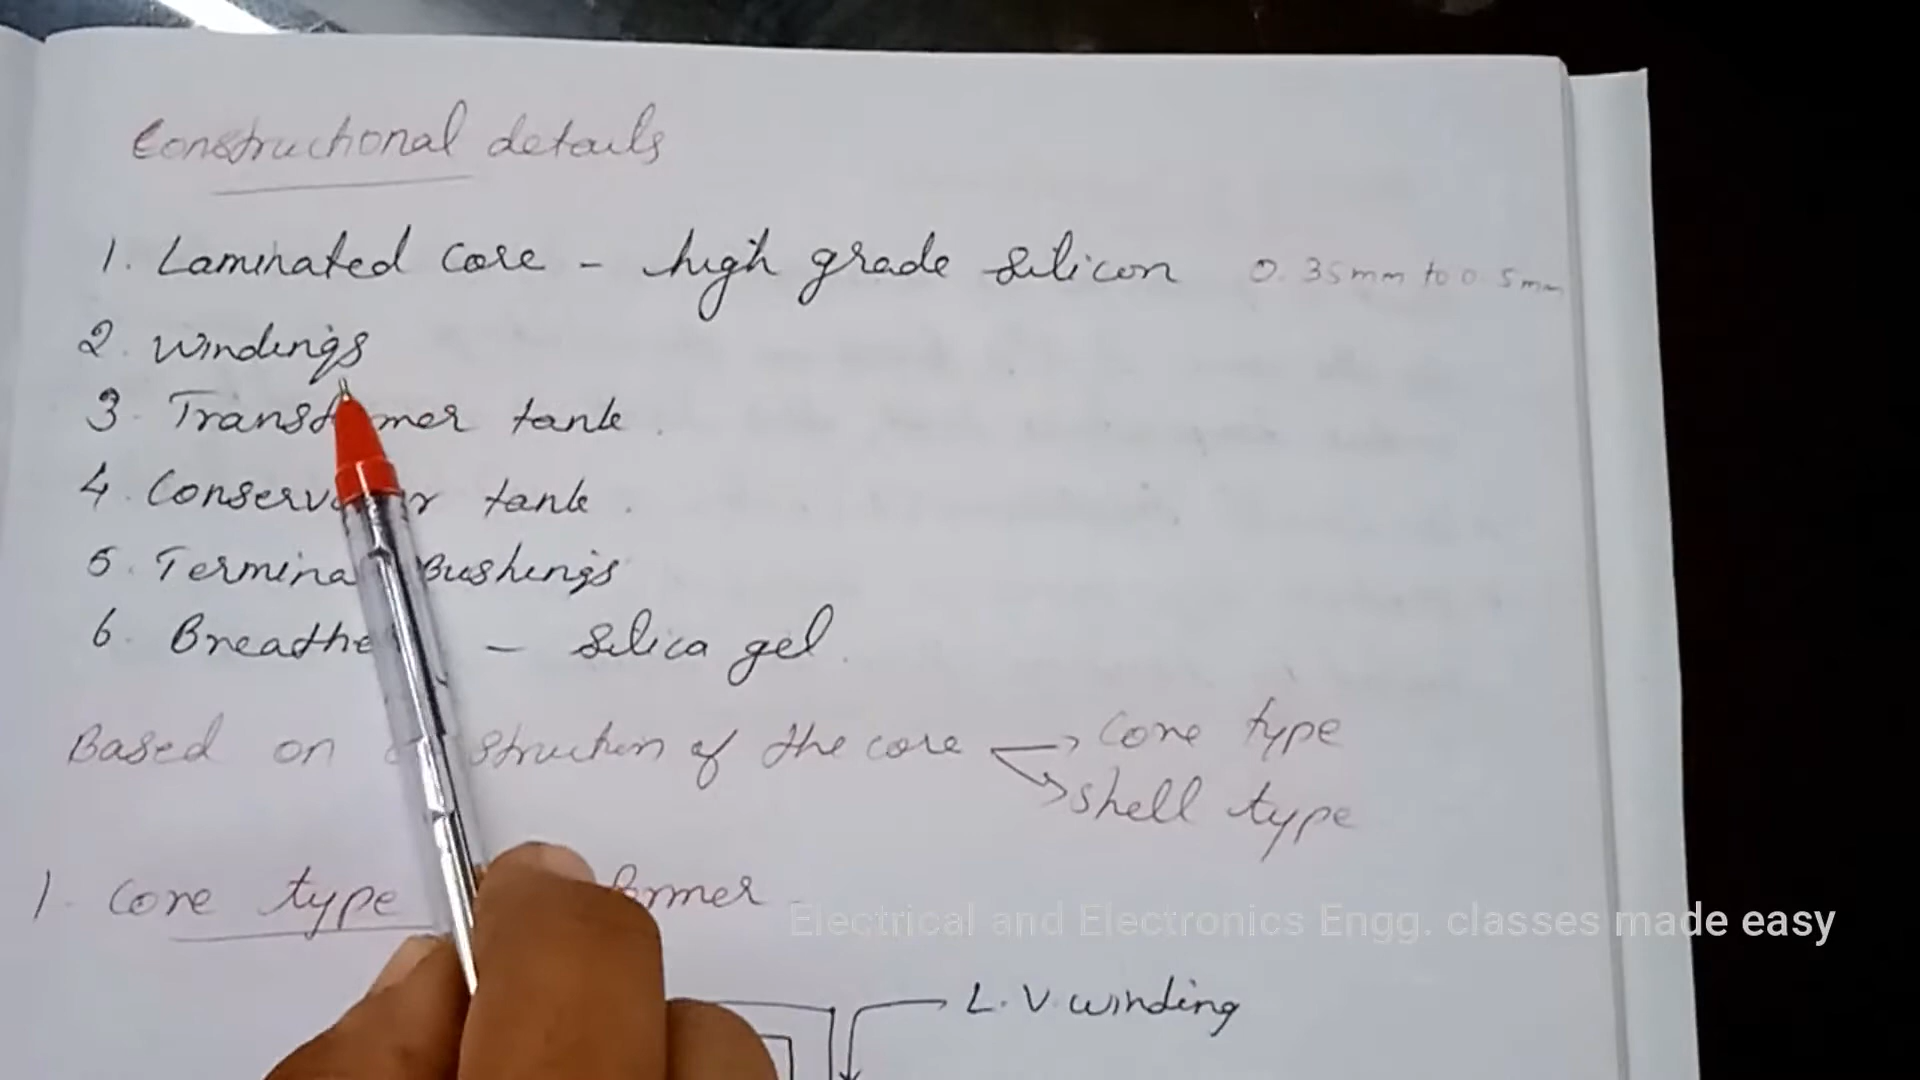 Constructional details
1. Laminated core - high grade silicon 0.35mm to 0.5mm
2. Windings
3. Transformer tank.
4. Conservator tank.
5. Terminal Bushings
6. Breather - silica gel.
Based on construction of the core → core type
→ shell type
1. Core type
Electrical and Electronics Engg. classes made easy
L.V. winding